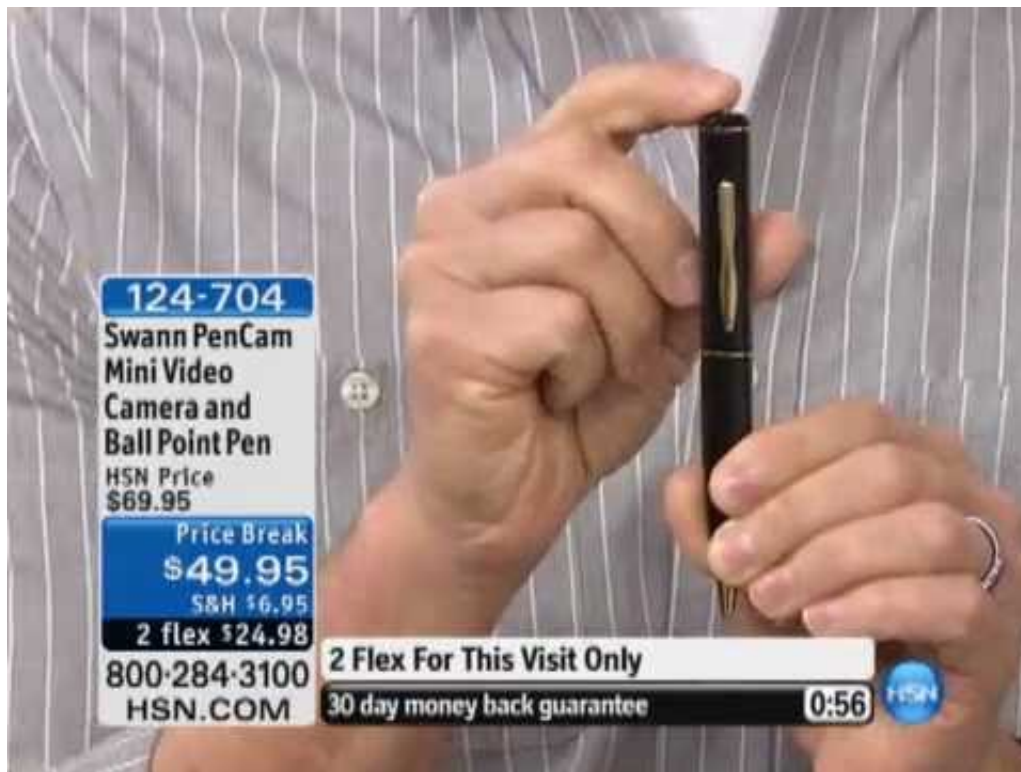 124-704
Swann PenCam
Mini Video
Camera and
Ball Point Pen
HSN Price
$69.95
Price Break
$49.95
S&H $6.95
2 flex $24.98
800-284-3100
HSN.COM
2 Flex For This Visit Only
30 day money back guarantee
0:56
HSN